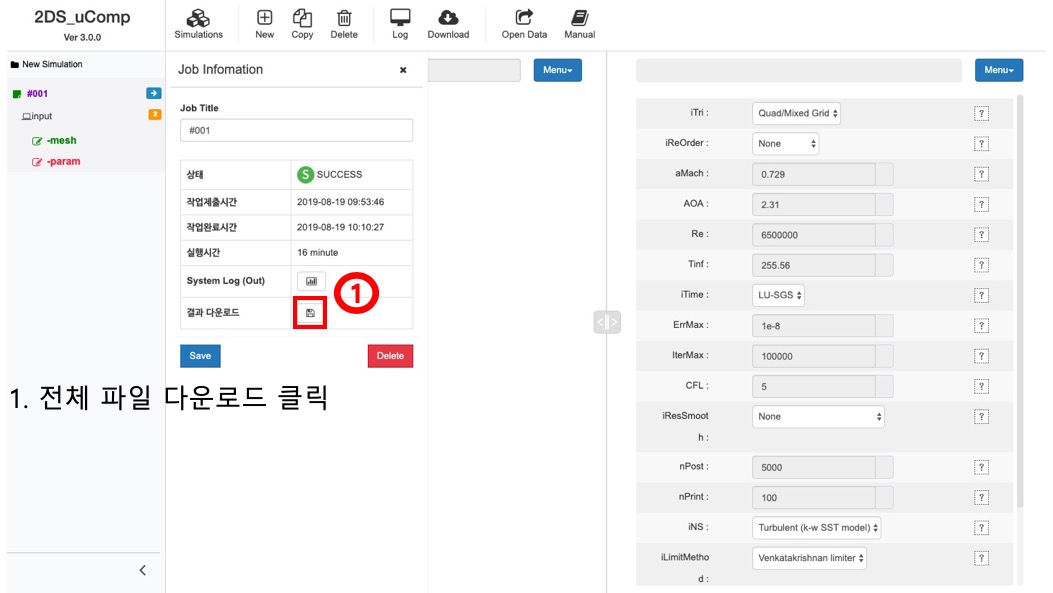 2DS_uComp
Ver 3.0.0
Simulations
New
Copy
Delete
Log
Download
Open Data
Manual
New Simulation
#001
input
2
-mesh
-param
Job Infomation
×
Job Title
#001
상태
S SUCCESS
작업제출시간
2019-08-19 09:53:46
작업완료시간
2019-08-19 10:10:27
실행시간
16 minute
System Log (Out)
결과 다운로드
1
Save
Delete
1. 전체 파일 다운로드 클릭
Menu
Menu
iTri :
Quad/Mixed Grid
?
iReOrder :
None
?
aMach :
0.729
?
AOA :
2.31
?
Re :
6500000
?
Tinf :
255.56
?
iTime :
LU-SGS
?
ErrMax :
1e-8
?
IterMax :
100000
?
CFL :
5
?
iResSmoot
h :
None
?
nPost :
5000
?
nPrint :
100
?
iNS :
Turbulent (k-w SST model)
?
iLimitMetho
d :
Venkatakrishnan limiter
?